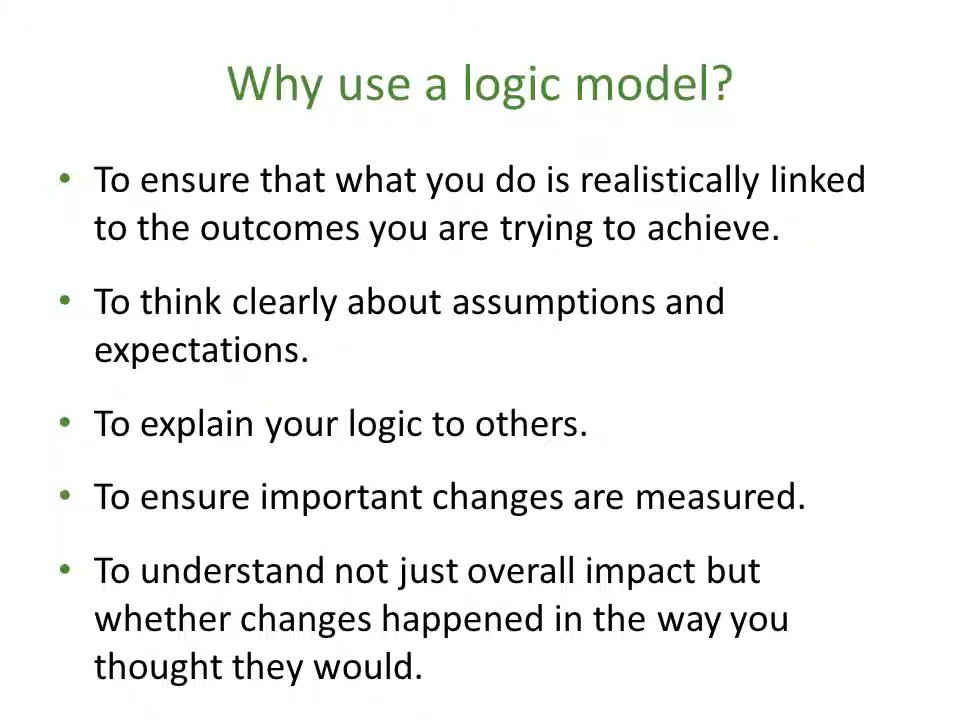 Why use a logic model?
• To ensure that what you do is realistically linked
to the outcomes you are trying to achieve.
• To think clearly about assumptions and
expectations.
• To explain your logic to others.
• To ensure important changes are measured.
• To understand not just overall impact but
whether changes happened in the way you
thought they would.